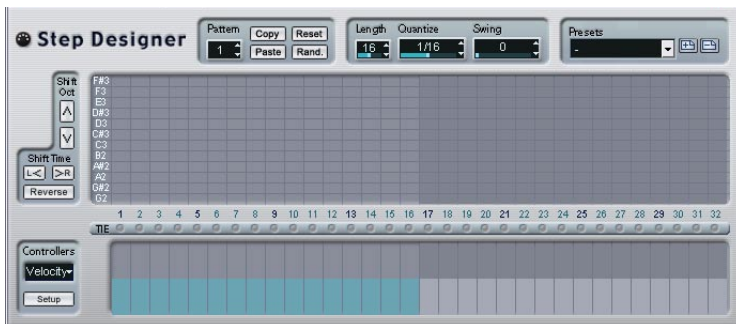 Step Designer
Pattern
1
Copy
Reset
Paste
Rand.
Length
Quantize
Swing
16
1/16
0
Presets
-
Shift
Oct
F#3
F3
E3
D#3
D3
C#3
C3
B2
A#2
A2
G#2
G2
Shift Time
L<
>R
Reverse
1 2 3 4 5 6 7 8 9 10 11 12 13 14 15 16 17 18 19 20 21 22 23 24 25 26 27 28 29 30 31 32
TIE
Controllers
Velocity
Setup